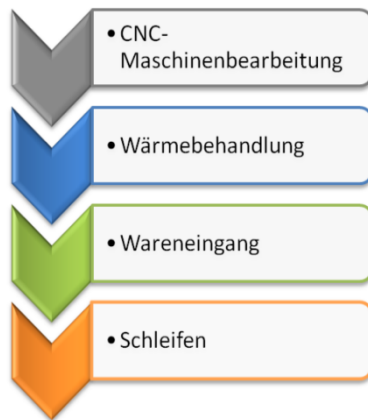 • CNC-
Maschinenbearbeitung
• Wärmebehandlung
• Wareneingang
• Schleifen